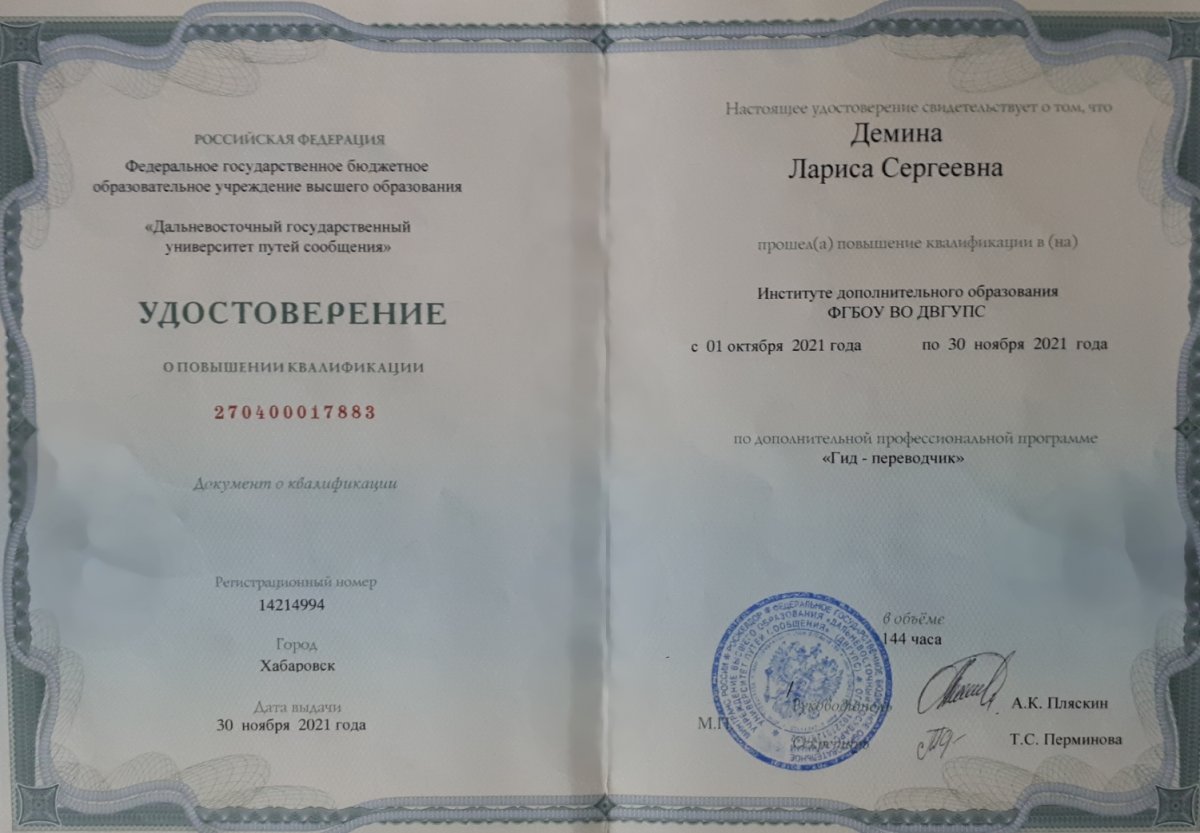 РОССИЙСКАЯ ФЕДЕРАЦИЯ
Федеральное государственное бюджетное
образовательное учреждение высшего образования
«Дальневосточный государственный
университет путей сообщения»
УДОСТОВЕРЕНИЕ
О ПОВЫШЕНИИ КВАЛИФИКАЦИИ
270400017883
Документ о квалификации
Регистрационный номер
14214994
Город
Хабаровск
Дата выдачи
30 ноября 2021 года
Настоящее удостоверение свидетельствует о том, что
Демина
Лариса Сергеевна
прошел(а) повышение квалификации в (на)
Институте дополнительного образования
ФГБОУ ВО ДВГУПС
с 01 октября 2021 года по 30 ноября 2021 года
по дополнительной профессиональной программе
«Гид - переводчик»
в объёме
144 часа
Руководитель А.К. Пляскин
М.П.
Секретарь Т.С. Перминова